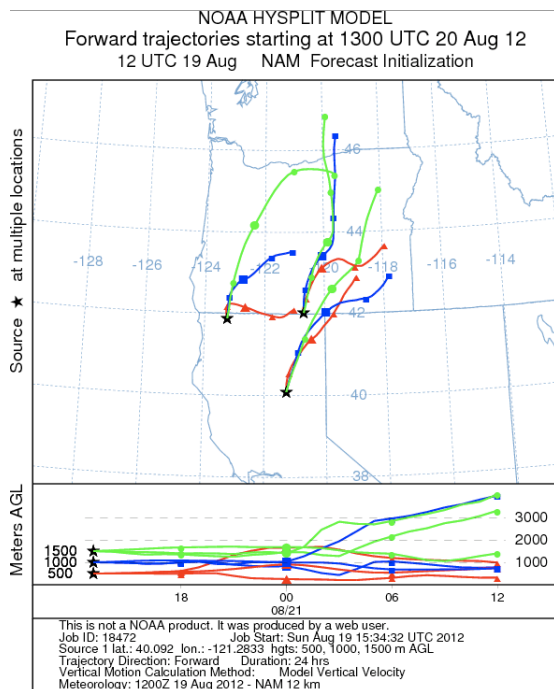 NOAA HYSPLIT MODEL
Forward trajectories starting at 1300 UTC 20 Aug 12
12 UTC 19 Aug NAM Forecast Initialization
Source ★ at multiple locations
46
44
-128
-126
-124
-122
-120
-118
-116
-114
42
40
38
Meters AGL
1500
1000
500
3000
2000
1000
18
00
06
12
08/21
This is not a NOAA product. It was produced by a web user.
Job ID: 18472 Job Start: Sun Aug 19 15:34:32 UTC 2012
Source 1 lat.: 40.092 lon.: -121.2833 hgts: 500, 1000, 1500 m AGL
Trajectory Direction: Forward Duration: 24 hrs
Vertical Motion Calculation Method: Model Vertical Velocity
Meteorology: 1200Z 19 Aug 2012 - NAM 12 km